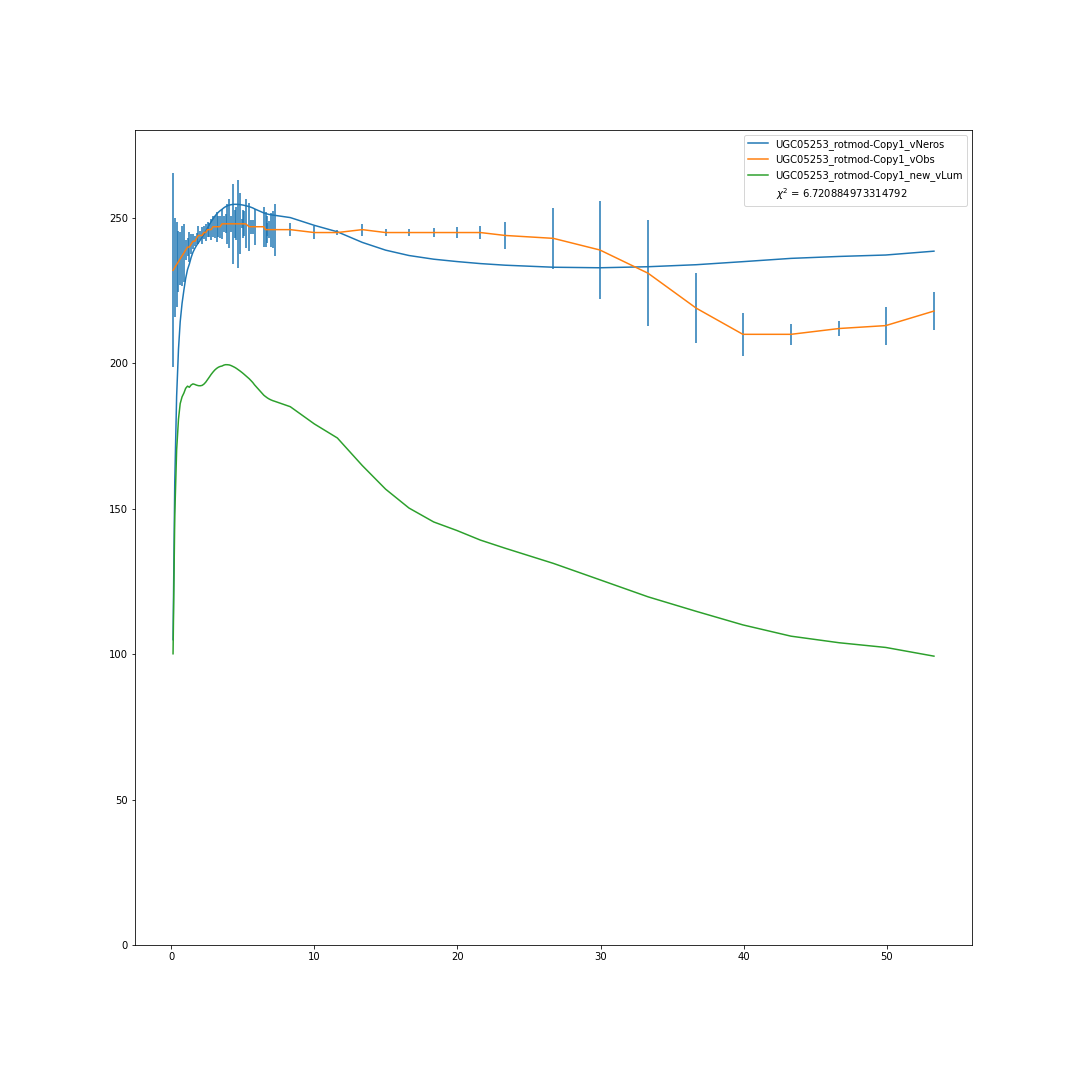 UGC05253_rotmod-Copy1_vNeros
UGC05253_rotmod-Copy1_vObs
UGC05253_rotmod-Copy1_new_vLum
χ² = 6.720884973314792
250
200
150
100
50
0
0 10 20 30 40 50